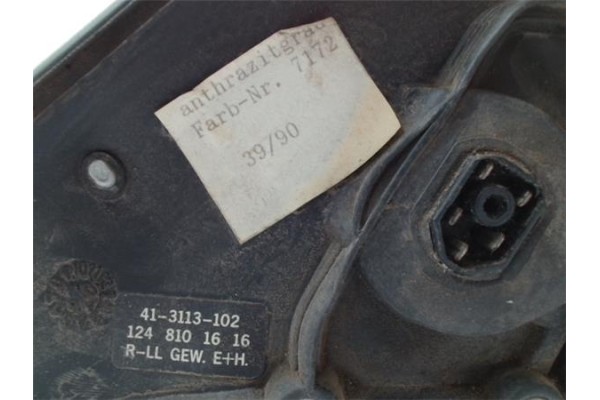 anthrazitgrau
Farb-Nr. 7172
39/90
41-3113-102
124 810 16 16
R-LL GEW. E+H.